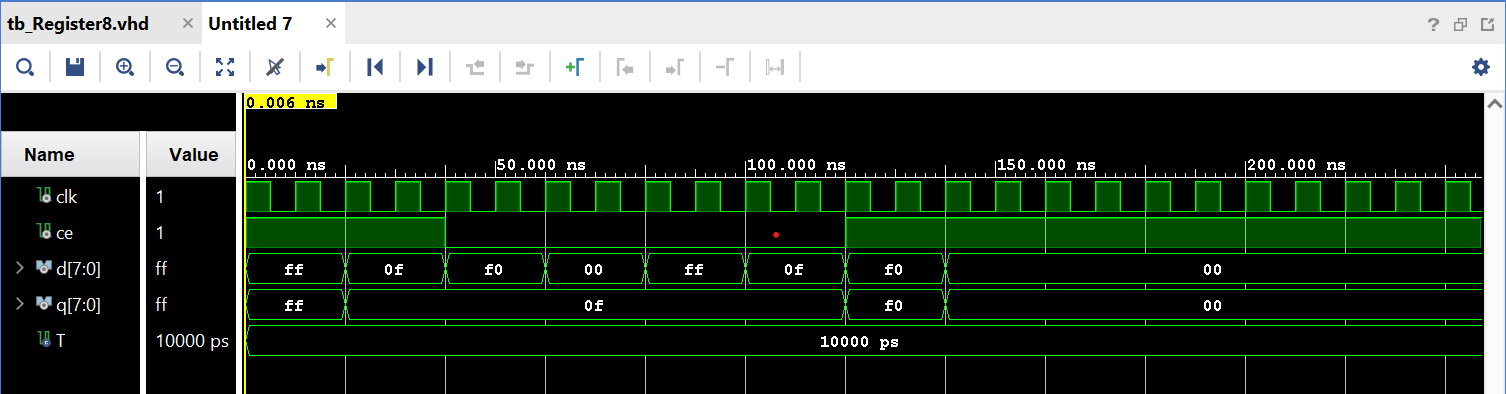 tb_Register8.vhd × Untitled 7 × ?
0.006 ns
Name Value 0.000 ns 50.000 ns 100.000 ns 150.000 ns 200.000 ns
clk 1
ce 1
d[7:0] ff ff 0f f0 00 ff 0f f0 00
q[7:0] ff ff 0f f0 00
T 10000 ps 10000 ps